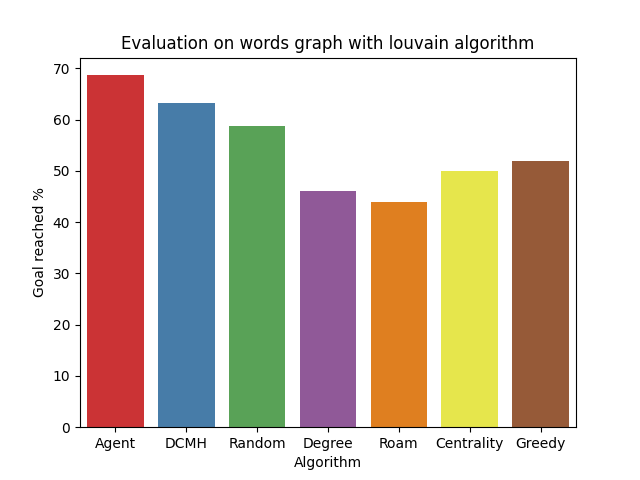 Evaluation on words graph with louvain algorithm
Goal reached %
70
60
50
40
30
20
10
0
Agent DCMH Random Degree Roam Centrality Greedy
Algorithm